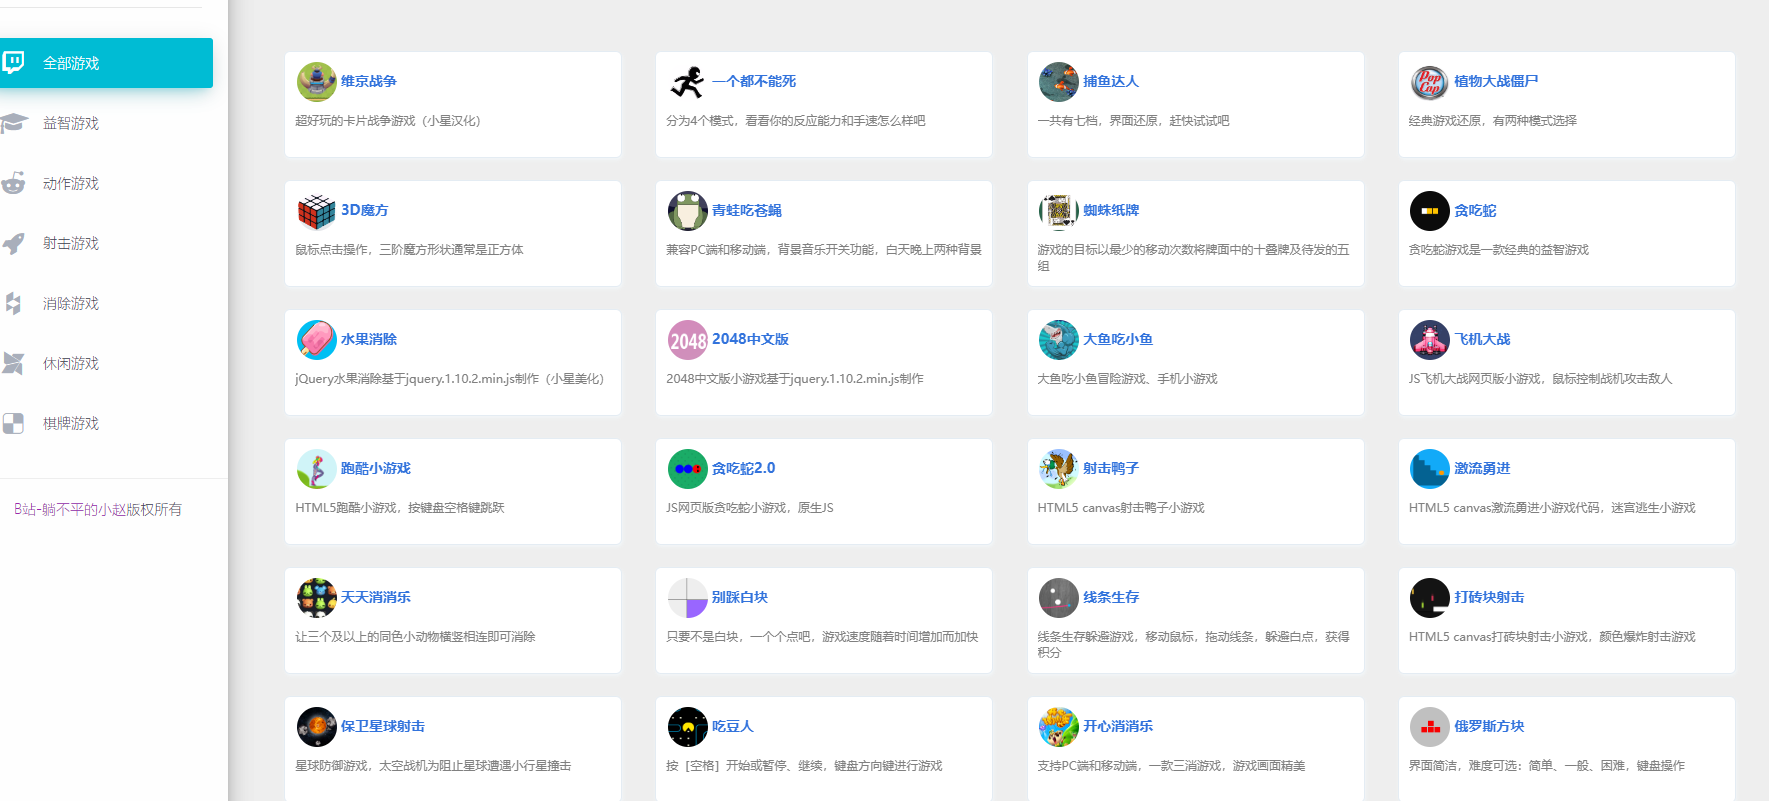 全部游戏
益智游戏
动作游戏
射击游戏
消除游戏
休闲游戏
棋牌游戏
B站-躺不平的小赵版权所有
维京战争
超好玩的卡片战争游戏（小星汉化）
一个都不能死
分为4个模式，看看你的反应能力和手速怎么样吧
捕鱼达人
一共有七档，界面还原，赶快试试吧
PopCap
植物大战僵尸
经典游戏还原，有两种模式选择
3D魔方
鼠标点击操作，三阶魔方形状通常是正方体
青蛙吃苍蝇
兼容PC端和移动端，背景音乐开关功能，白天晚上两种背景
蜘蛛纸牌
游戏的目标以最少的移动次数将牌面中的十叠牌及待发的五
组
贪吃蛇
贪吃蛇游戏是一款经典的益智游戏
水果消除
jQuery水果消除基于jquery.1.10.2.min.js制作（小星美化）
2048
2048中文版
2048中文版小游戏基于jquery.1.10.2.min.js制作
大鱼吃小鱼
大鱼吃小鱼冒险游戏、手机小游戏
飞机大战
JS飞机大战网页版小游戏，鼠标控制战机攻击敌人
跑酷小游戏
HTML5跑酷小游戏，按键盘空格键跳跃
贪吃蛇2.0
JS网页版贪吃蛇小游戏，原生JS
射击鸭子
HTML5 canvas射击鸭子小游戏
激流勇进
HTML5 canvas激流勇进小游戏代码，迷宫逃生小游戏
天天消消乐
让三个及以上的同色小动物横竖相连即可消除
别踩白块
只要不是白块，一个个点吧，游戏速度随着时间增加而加快
线条生存
线条生存躲避游戏，移动鼠标，拖动线条，躲避白点，获得
积分
打砖块射击
HTML5 canvas打砖块射击小游戏，颜色爆炸射击游戏
保卫星球射击
星球防御游戏，太空战机为阻止星球遭遇小行星撞击
吃豆人
按［空格］开始或暂停、继续，键盘方向键进行游戏
开心消消乐
支持PC端和移动端，一款三消游戏，游戏画面精美
俄罗斯方块
界面简洁，难度可选：简单、一般、困难，键盘操作